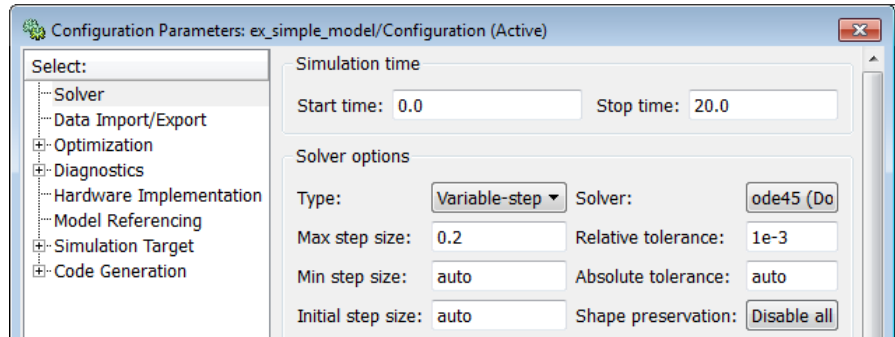 Configuration Parameters: ex_simple_model/Configuration (Active)
Select:
Solver
Data Import/Export
Optimization
Diagnostics
Hardware Implementation
Model Referencing
Simulation Target
Code Generation
Simulation time
Start time: 0.0 Stop time: 20.0
Solver options
Type: Variable-step Solver: ode45 (Do
Max step size: 0.2 Relative tolerance: 1e-3
Min step size: auto Absolute tolerance: auto
Initial step size: auto Shape preservation: Disable all